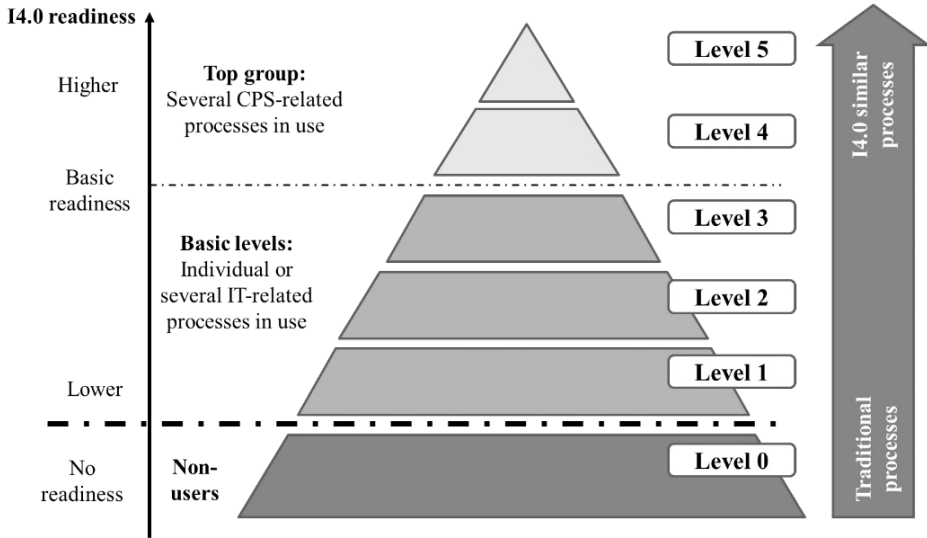 I4.0 readiness
Higher
Top group:
Several CPS-related
processes in use
Level 5
Level 4
Basic
readiness
Basic levels:
Individual or
several IT-related
processes in use
Level 3
Level 2
Level 1
Lower
No
readiness
Non-
users
Level 0
I4.0 similar
processes
Traditional
processes